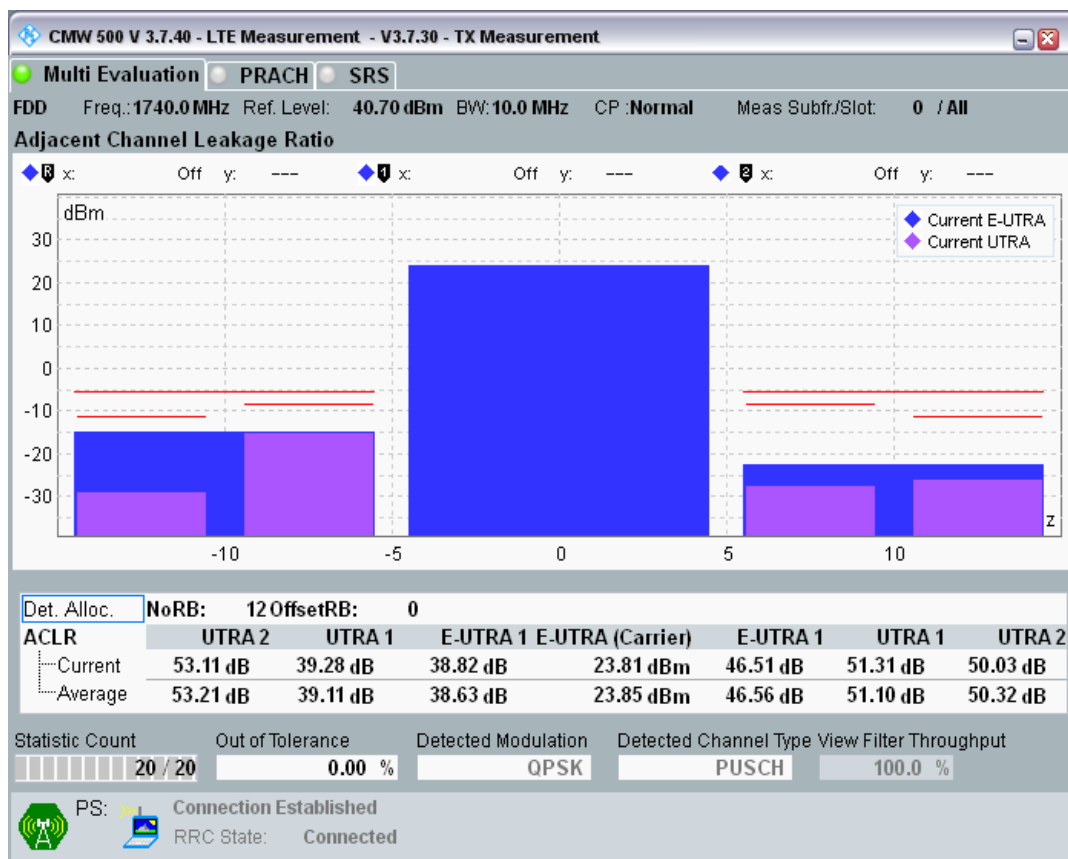 CMW 500 V 3.7.40 - LTE Measurement - V3.7.30 - TX Measurement
Multi Evaluation PRACH SRS
FDD Freq.: 1740.0 MHz Ref. Level: 40.70 dBm BW: 10.0 MHz CP :Normal Meas Subfr./Slot: 0 / All
Adjacent Channel Leakage Ratio
R x: Off y: --- 1 x: Off y: --- 2 x: Off y: ---
dBm
Current E-UTRA
Current UTRA
30
20
10
0
-10
-20
-30
z
-10 -5 0 5 10
Det. Alloc. NoRB: 12 OffsetRB: 0
ACLR UTRA 2 UTRA 1 E-UTRA 1 E-UTRA (Carrier) E-UTRA 1 UTRA 1 UTRA 2
Current 53.11 dB 39.28 dB 38.82 dB 23.81 dBm 46.51 dB 51.31 dB 50.03 dB
Average 53.21 dB 39.11 dB 38.63 dB 23.85 dBm 46.56 dB 51.10 dB 50.32 dB
Statistic Count Out of Tolerance Detected Modulation Detected Channel Type View Filter Throughput
20 / 20 0.00 % QPSK PUSCH 100.0 %
PS: Connection Established
RRC State: Connected